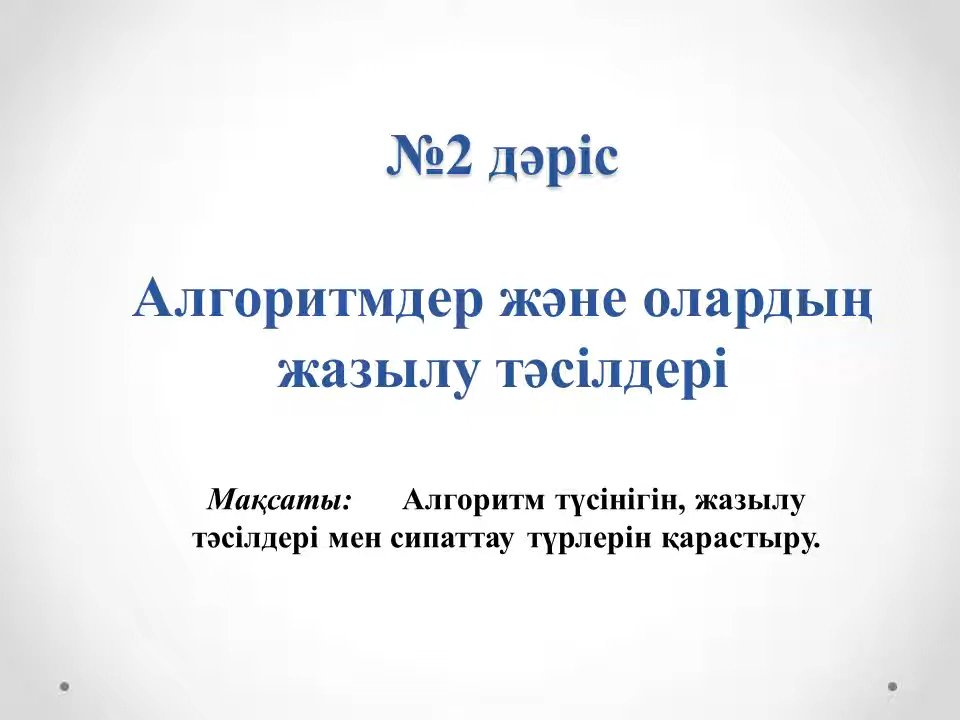 №2 дәріс
Алгоритмдер және олардың
жазылу тәсілдері
Мақсаты: Алгоритм түсінігін, жазылу
тәсілдері мен сипаттау түрлерін қарастыру.